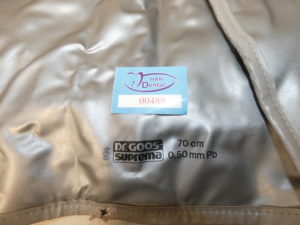 HAN
Dental
00488
DR.GOOS
suprema
70 cm
0,50 mm Pb